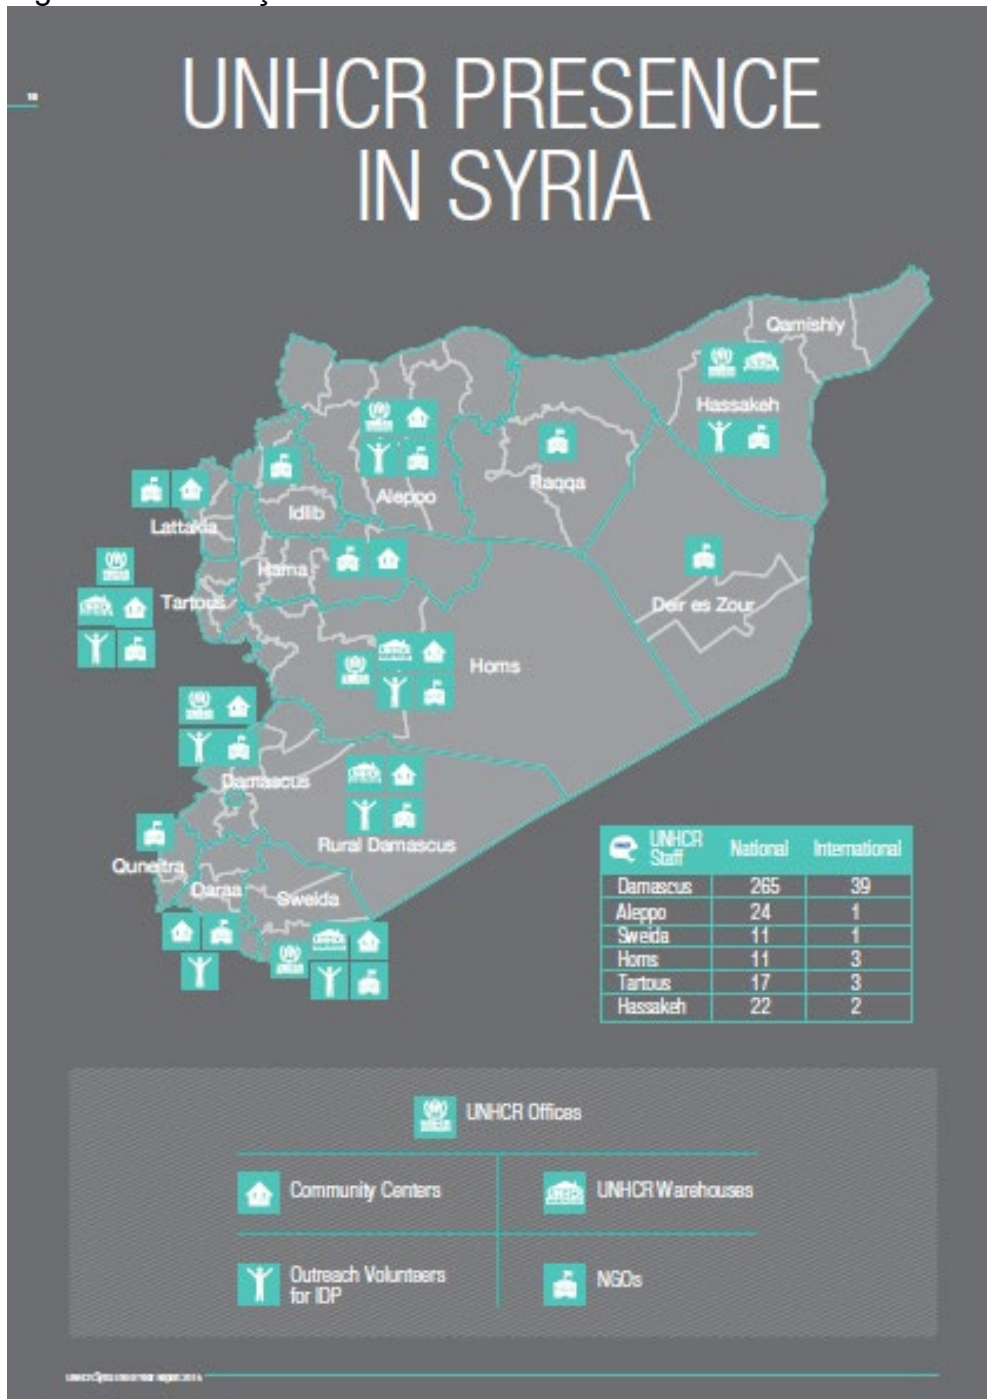 18
UNHCR PRESENCE
IN SYRIA
Qamishly
Hassakeh
Aleppo
Raqqa
Idlib
Lattakia
Hama
Tartous
Deir es Zour
Homs
Damascus
Rural Damascus
Quneitra
Daraa
Sweida
UNHCR Staff National International
Damascus 265 39
Aleppo 24 1
Sweida 11 1
Homs 11 3
Tartous 17 3
Hassakeh 22 2
UNHCR Offices
Community Centers
UNHCR Warehouses
Outreach Volunteers
for IDP
NGOs